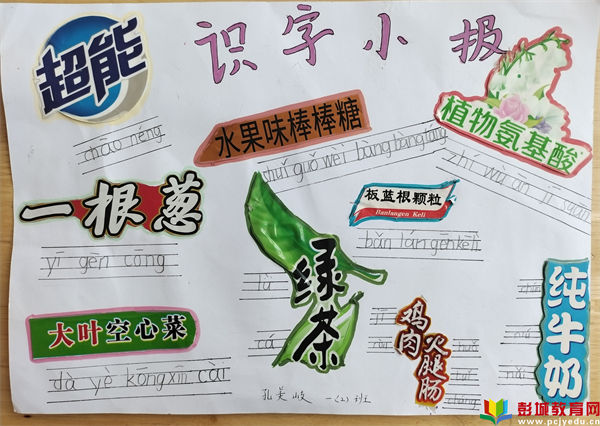 识字小报
超能
chāo néng
水果味棒棒糖
shuǐ guǒ wèi bàng bàng táng
植物氨基酸
zhí wù ān jī suān
一根葱
yī gēn cōng
板蓝根颗粒
Banlangen Keli
bǎn lán gēn kē lì
绿茶
lǜ
chá
大叶空心菜
dà yè kōng xīn cài
鸡肉
火腿肠
纯牛奶
孔英岐 一(2)班
彭城教育网
www.pcjyedu.cn